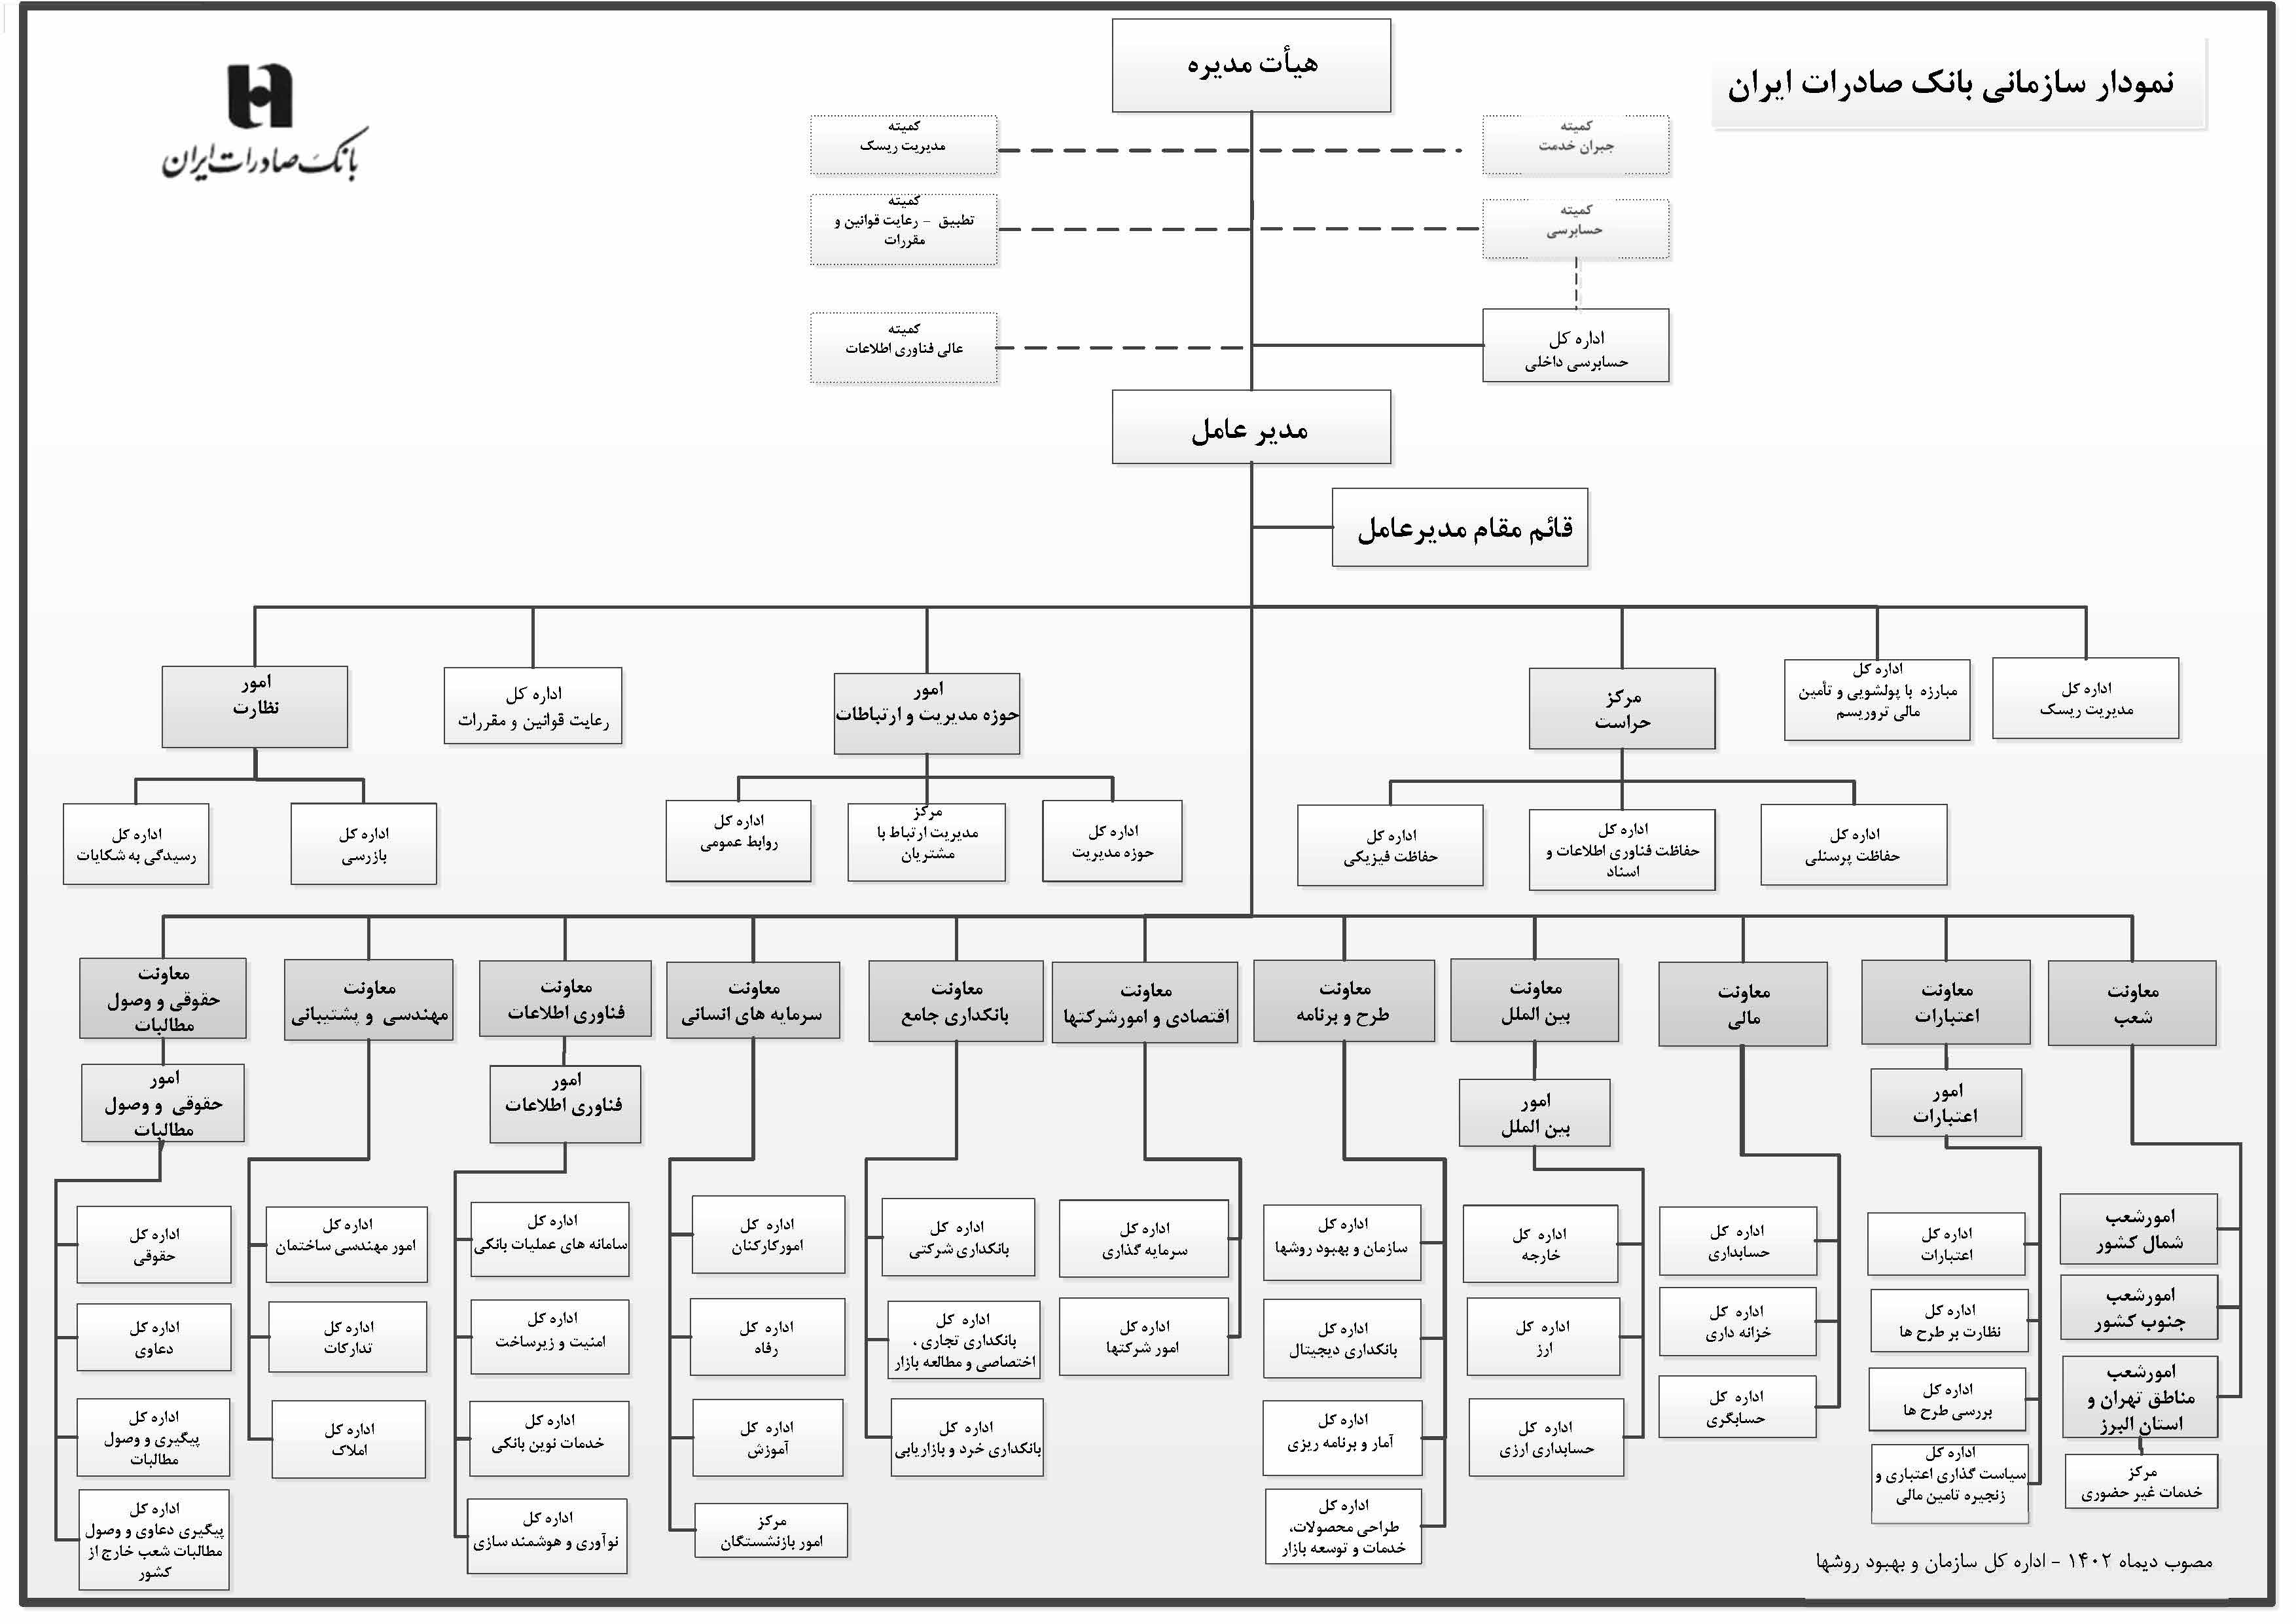 نمودار سازمانی بانک صادرات ایران
بانک صادرات ایران
هیأت مدیره
کمیته
جبران خدمت
کمیته
مدیریت ریسک
کمیته
حسابرسی
کمیته
تطبیق - رعایت قوانین و
مقررات
اداره کل
حسابرسی داخلی
کمیته
عالی فناوری اطلاعات
مدیر عامل
قائم مقام مدیرعامل
اداره کل
مدیریت ریسک
اداره کل
مبارزه با پولشویی و تأمین
مالی تروریسم
مرکز
حراست
امور
حوزه مدیریت و ارتباطات
اداره کل
رعایت قوانین و مقررات
امور
نظارت
اداره کل
حفاظت پرسنلی
اداره کل
حفاظت فناوری اطلاعات و
اسناد
اداره کل
حفاظت فیزیکی
اداره کل
حوزه مدیریت
مرکز
مدیریت ارتباط با
مشتریان
اداره کل
روابط عمومی
اداره کل
بازرسی
اداره کل
رسیدگی به شکایات
معاونت
شعب
معاونت
اعتبارات
معاونت
مالی
معاونت
بین الملل
معاونت
طرح و برنامه
معاونت
اقتصادی و امورشرکتها
معاونت
بانکداری جامع
معاونت
سرمایه های انسانی
معاونت
فناوری اطلاعات
معاونت
مهندسی و پشتیبانی
معاونت
حقوقی و وصول
مطالبات
امور
اعتبارات
امور
بین الملل
امور
فناوری اطلاعات
امور
حقوقی و وصول
مطالبات
امورشعب
شمال کشور
امورشعب
جنوب کشور
امورشعب
مناطق تهران و
استان البرز
مرکز
خدمات غیر حضوری
اداره کل
اعتبارات
اداره کل
نظارت بر طرح ها
اداره کل
بررسی طرح ها
اداره کل
سیاست گذاری اعتباری و
زنجیره تامین مالی
اداره کل
حسابداری
اداره کل
خزانه داری
اداره کل
حسابگری
اداره کل
خارجه
اداره کل
ارز
اداره کل
حسابداری ارزی
اداره کل
سازمان و بهبود روشها
اداره کل
بانکداری دیجیتال
اداره کل
آمار و برنامه ریزی
اداره کل
طراحی محصولات،
خدمات و توسعه بازار
اداره کل
سرمایه گذاری
اداره کل
امور شرکتها
اداره کل
بانکداری شرکتی
اداره کل
بانکداری تجاری ،
اختصاصی و مطالعه بازار
اداره کل
بانکداری خرد و بازاریابی
اداره کل
امورکارکنان
اداره کل
رفاه
اداره کل
آموزش
مرکز
امور بازنشستگان
اداره کل
سامانه های عملیات بانکی
اداره کل
امنیت و زیرساخت
اداره کل
خدمات نوین بانکی
اداره کل
نوآوری و هوشمند سازی
اداره کل
امور مهندسی ساختمان
اداره کل
تدارکات
اداره کل
املاک
اداره کل
حقوقی
اداره کل
دعاوی
اداره کل
پیگیری و وصول
مطالبات
اداره کل
پیگیری دعاوی و وصول
مطالبات شعب خارج از
کشور
مصوب دیماه ۱۴۰۲ - اداره کل سازمان و بهبود روشها